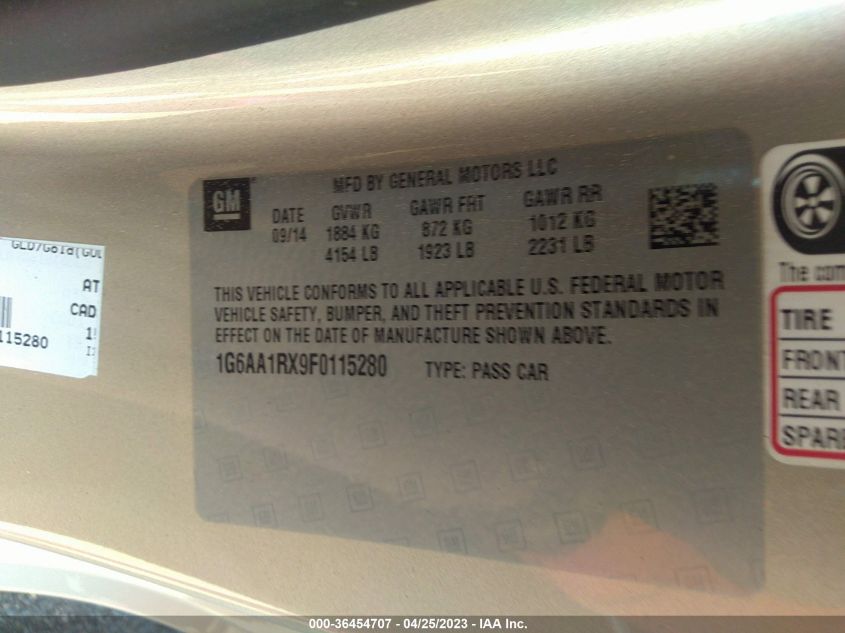 GM
MFD BY GENERAL MOTORS LLC
DATE GVWR GAWR FRT GAWR RR
09/14 1884 KG 872 KG 1012 KG
4154 LB 1923 LB 2231 LB
THIS VEHICLE CONFORMS TO ALL APPLICABLE U.S. FEDERAL MOTOR
VEHICLE SAFETY, BUMPER, AND THEFT PREVENTION STANDARDS IN
EFFECT ON THE DATE OF MANUFACTURE SHOWN ABOVE.
1G6AA1RX9F0115280 TYPE: PASS CAR
AT
CAD
115280
The com
TIRE
FRONT
REAR
SPARE
000-36454707 - 04/25/2023 - IAA Inc.